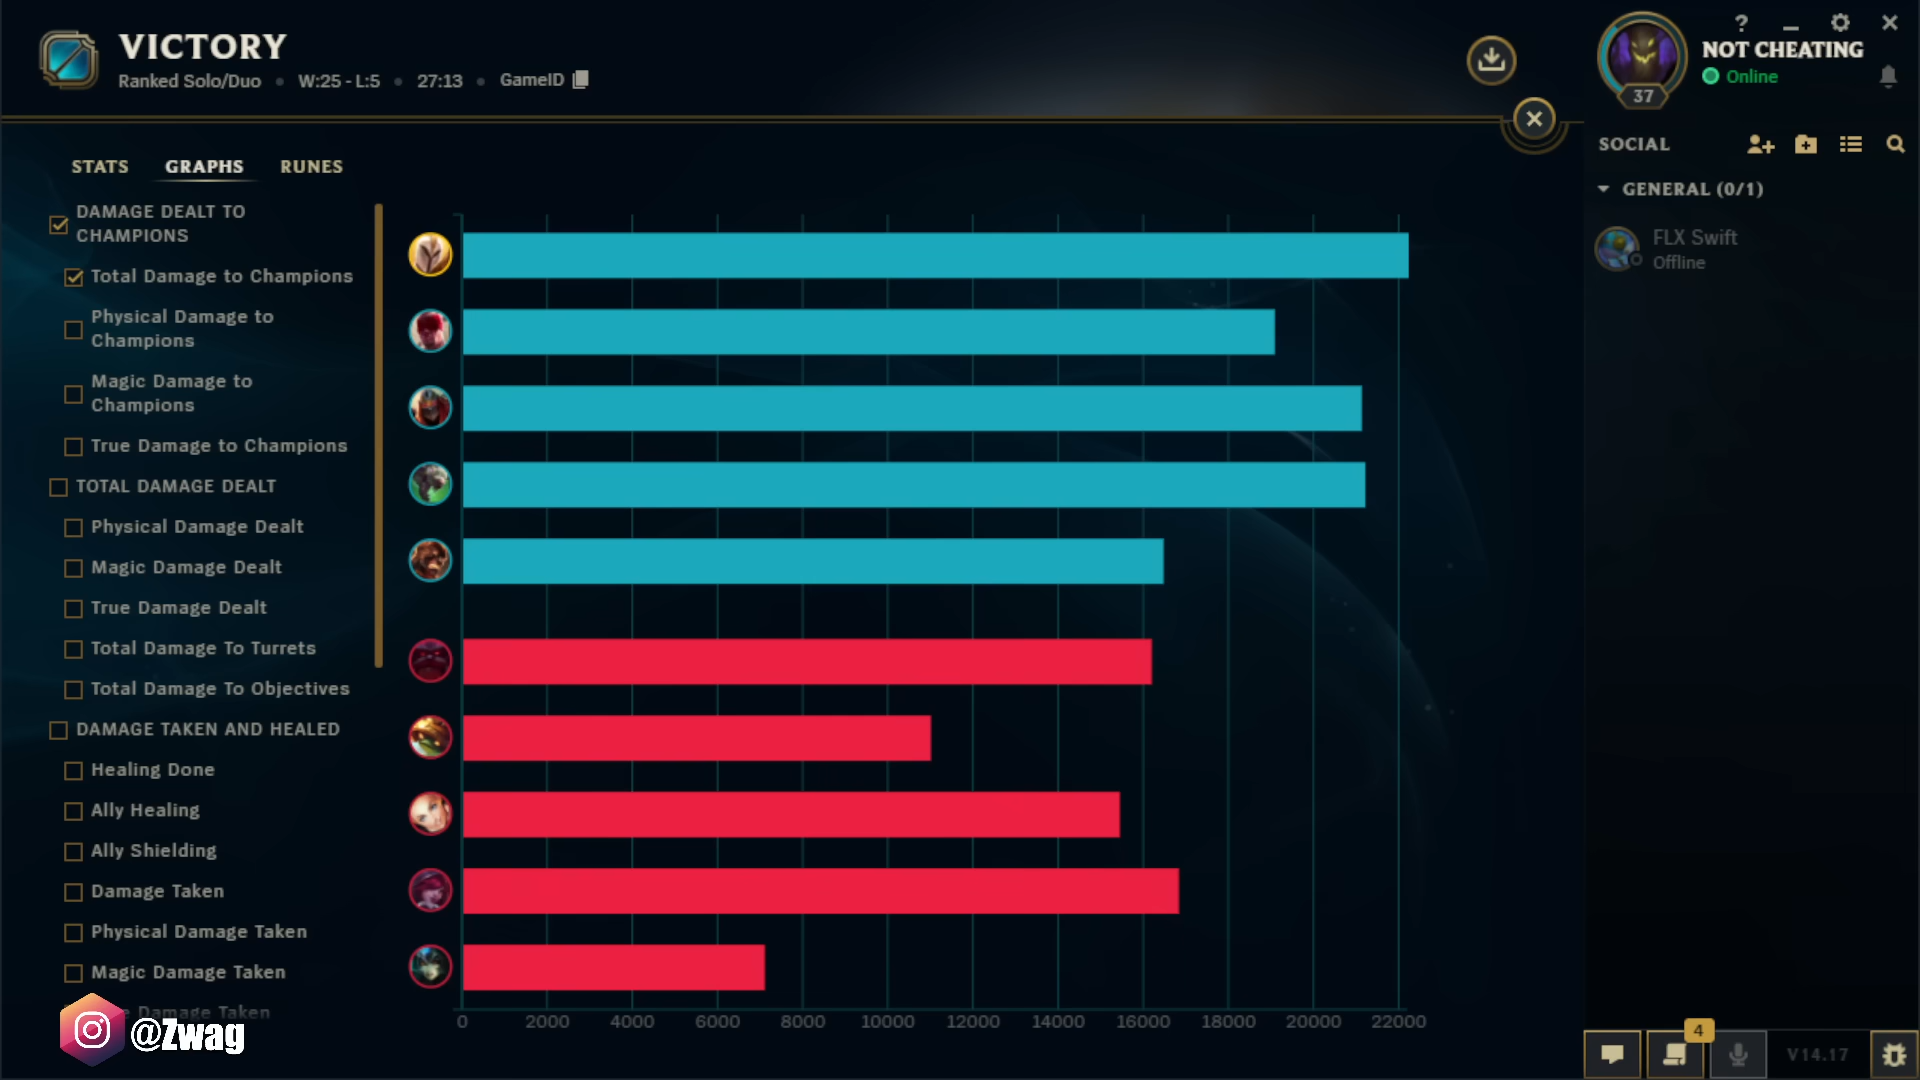 VICTORY
Ranked Solo/Duo • W:25 - L:5 • 27:13 • GameID
?
NOT CHEATING
Online
37
STATS GRAPHS RUNES
SOCIAL
GENERAL (0/1)
FLX Swift
Offline
DAMAGE DEALT TO
CHAMPIONS
Total Damage to Champions
Physical Damage to
Champions
Magic Damage to
Champions
True Damage to Champions
TOTAL DAMAGE DEALT
Physical Damage Dealt
Magic Damage Dealt
True Damage Dealt
Total Damage To Turrets
Total Damage To Objectives
DAMAGE TAKEN AND HEALED
Healing Done
Ally Healing
Ally Shielding
Damage Taken
Physical Damage Taken
Magic Damage Taken
Damage Taken
@Zwag
0 2000 4000 6000 8000 10000 12000 14000 16000 18000 20000 22000
4
V14.17